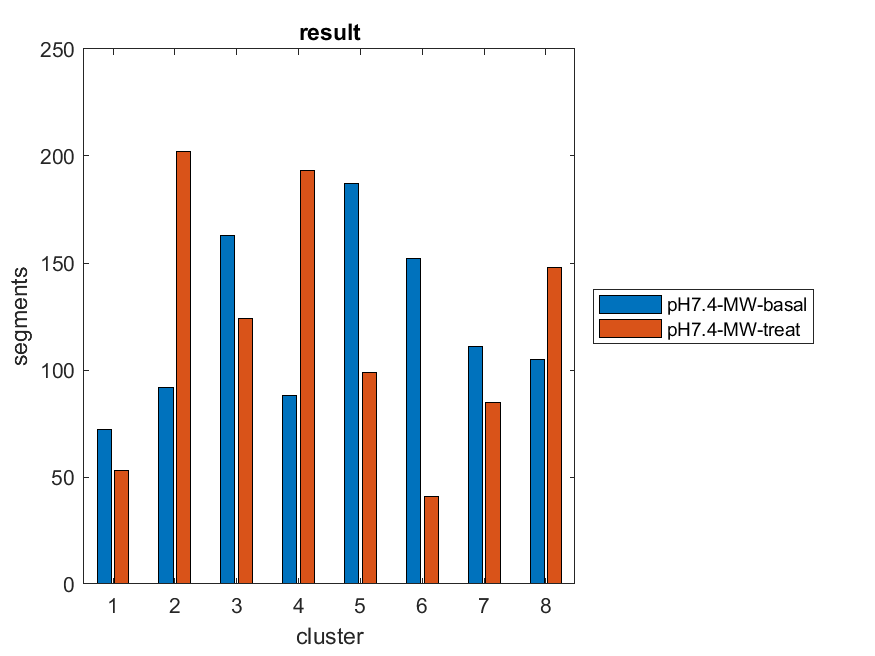 result
250
200
150
100
50
0
segments
1 2 3 4 5 6 7 8
cluster
pH7.4-MW-basal
pH7.4-MW-treat